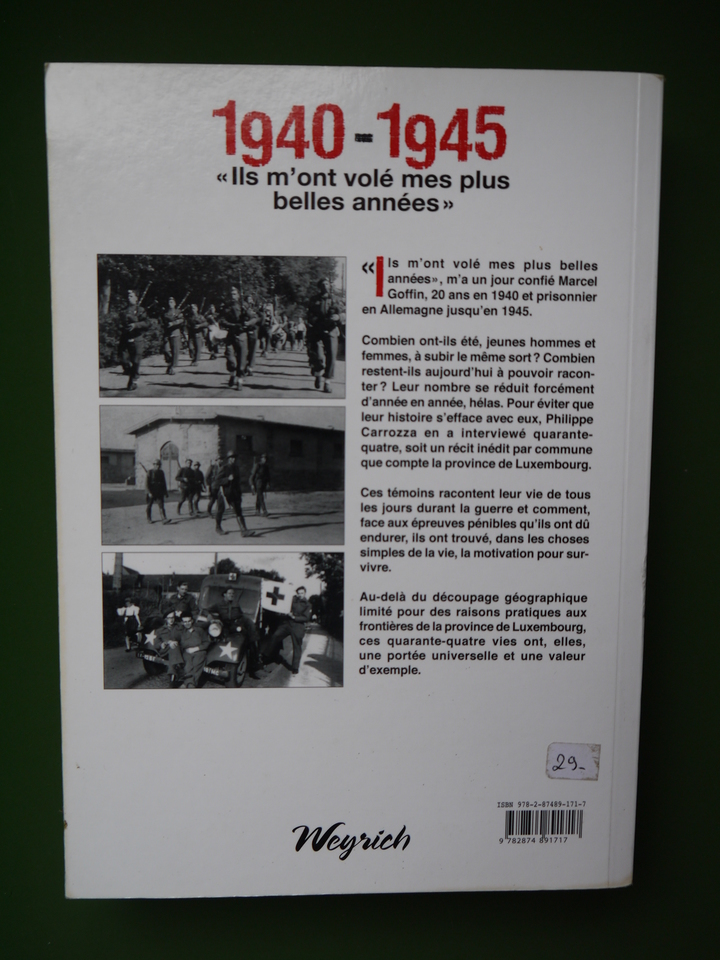 1940-1945
«Ils m'ont volé mes plus
belles années»
«Ils m'ont volé mes plus belles
années», m'a un jour confié Marcel
Goffin, 20 ans en 1940 et prisonnier
en Allemagne jusqu'en 1945.
Combien ont-ils été, jeunes hommes et
femmes, à subir le même sort? Combien
restent-ils aujourd'hui à pouvoir racon-
ter? Leur nombre se réduit forcément
d'année en année, hélas. Pour éviter que
leur histoire s'efface avec eux, Philippe
Carrozza en a interviewé quarante-
quatre, soit un récit inédit par commune
que compte la province de Luxembourg.
Ces témoins racontent leur vie de tous
les jours durant la guerre et comment,
face aux épreuves pénibles qu'ils ont dû
endurer, ils ont trouvé, dans les choses
simples de la vie, la motivation pour sur-
vivre.
Au-delà du découpage géographique
limité pour des raisons pratiques aux
frontières de la province de Luxembourg,
ces quarante-quatre vies ont, elles,
une portée universelle et une valeur
d'exemple.
29-
ISBN 978-2-87489-171-7
9 782874 891717
Weyrich